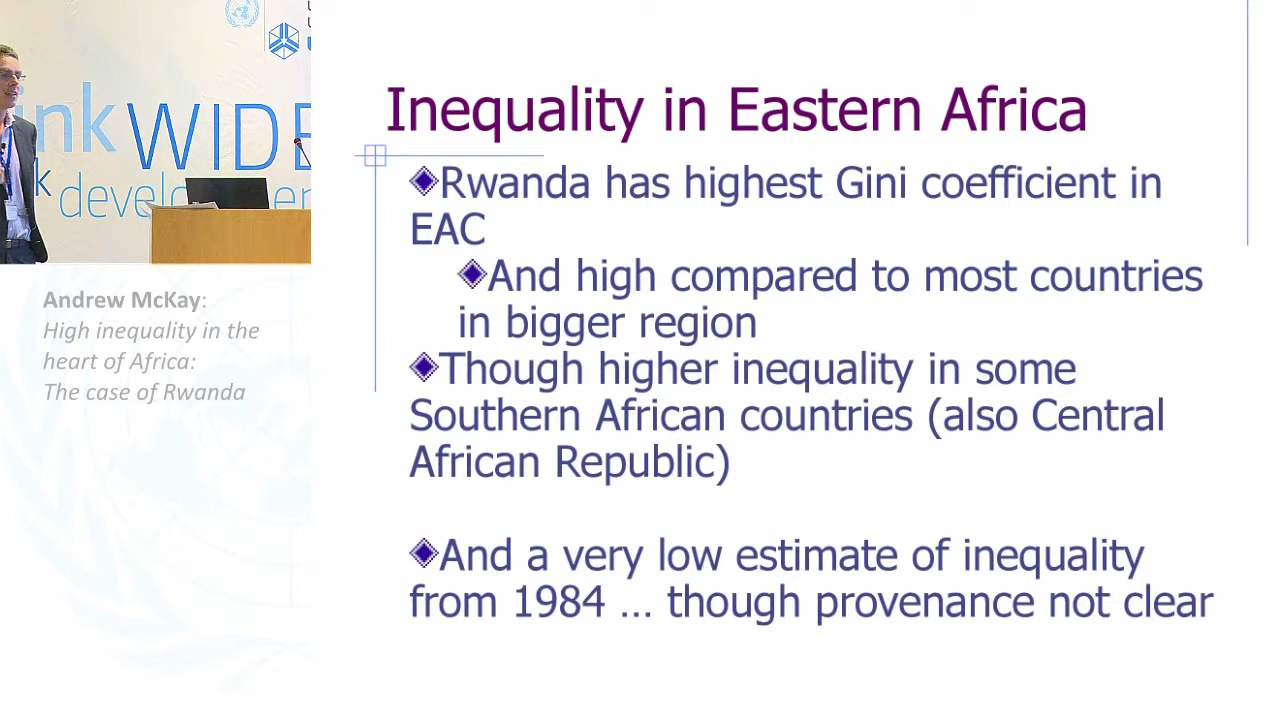 ink WIDE
k development
Andrew McKay:
High inequality in the
heart of Africa:
The case of Rwanda
Inequality in Eastern Africa
Rwanda has highest Gini coefficient in
EAC
And high compared to most countries
in bigger region
Though higher inequality in some
Southern African countries (also Central
African Republic)
And a very low estimate of inequality
from 1984 … though provenance not clear